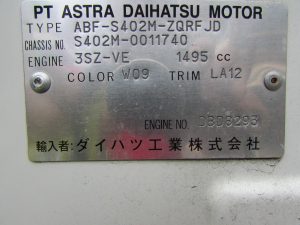 PT ASTRA DAIHATSU MOTOR
TYPE ABF-S402M-ZQRFJD
CHASSIS NO. S402M-0011740
ENGINE 3SZ-VE 1495 cc
COLOR W09 TRIM LA12
ENGINE NO.
輸入者: ダイハツ工業株式会社